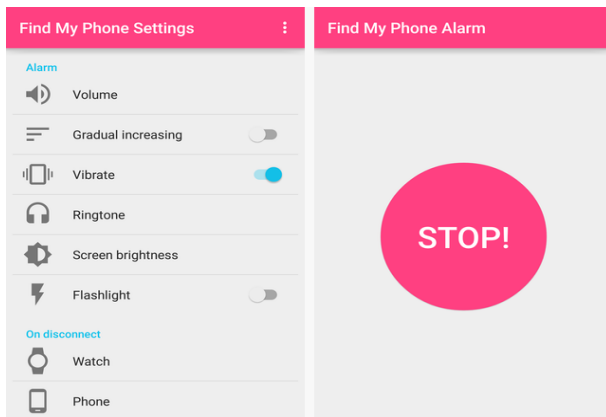 Find My Phone Settings
Alarm
Volume
Gradual increasing
Vibrate
Ringtone
Screen brightness
Flashlight
On disconnect
Watch
Phone
Find My Phone Alarm
STOP!